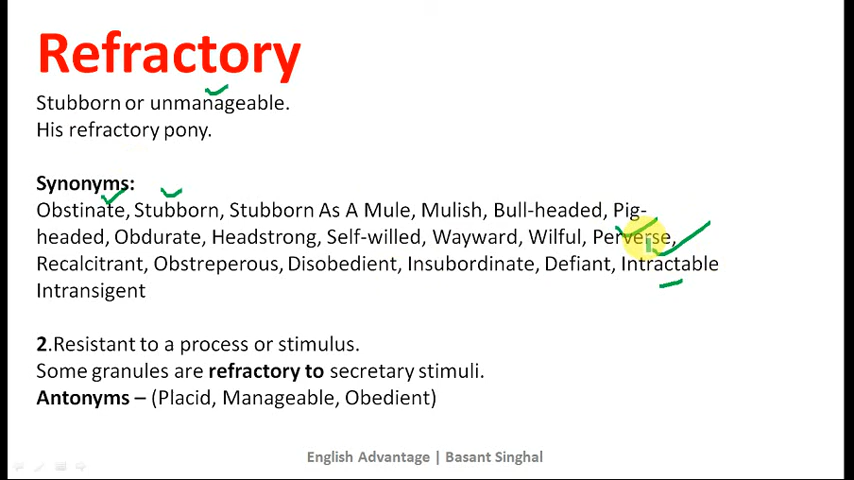 Refractory
Stubborn or unmanageable.
His refractory pony.
Synonyms:
Obstinate, Stubborn, Stubborn As A Mule, Mulish, Bull-headed, Pig-
headed, Obdurate, Headstrong, Self-willed, Wayward, Wilful, Perverse,
Recalcitrant, Obstreperous, Disobedient, Insubordinate, Defiant, Intractable
Intransigent
2.Resistant to a process or stimulus.
Some granules are refractory to secretary stimuli.
Antonyms – (Placid, Manageable, Obedient)
English Advantage | Basant Singhal